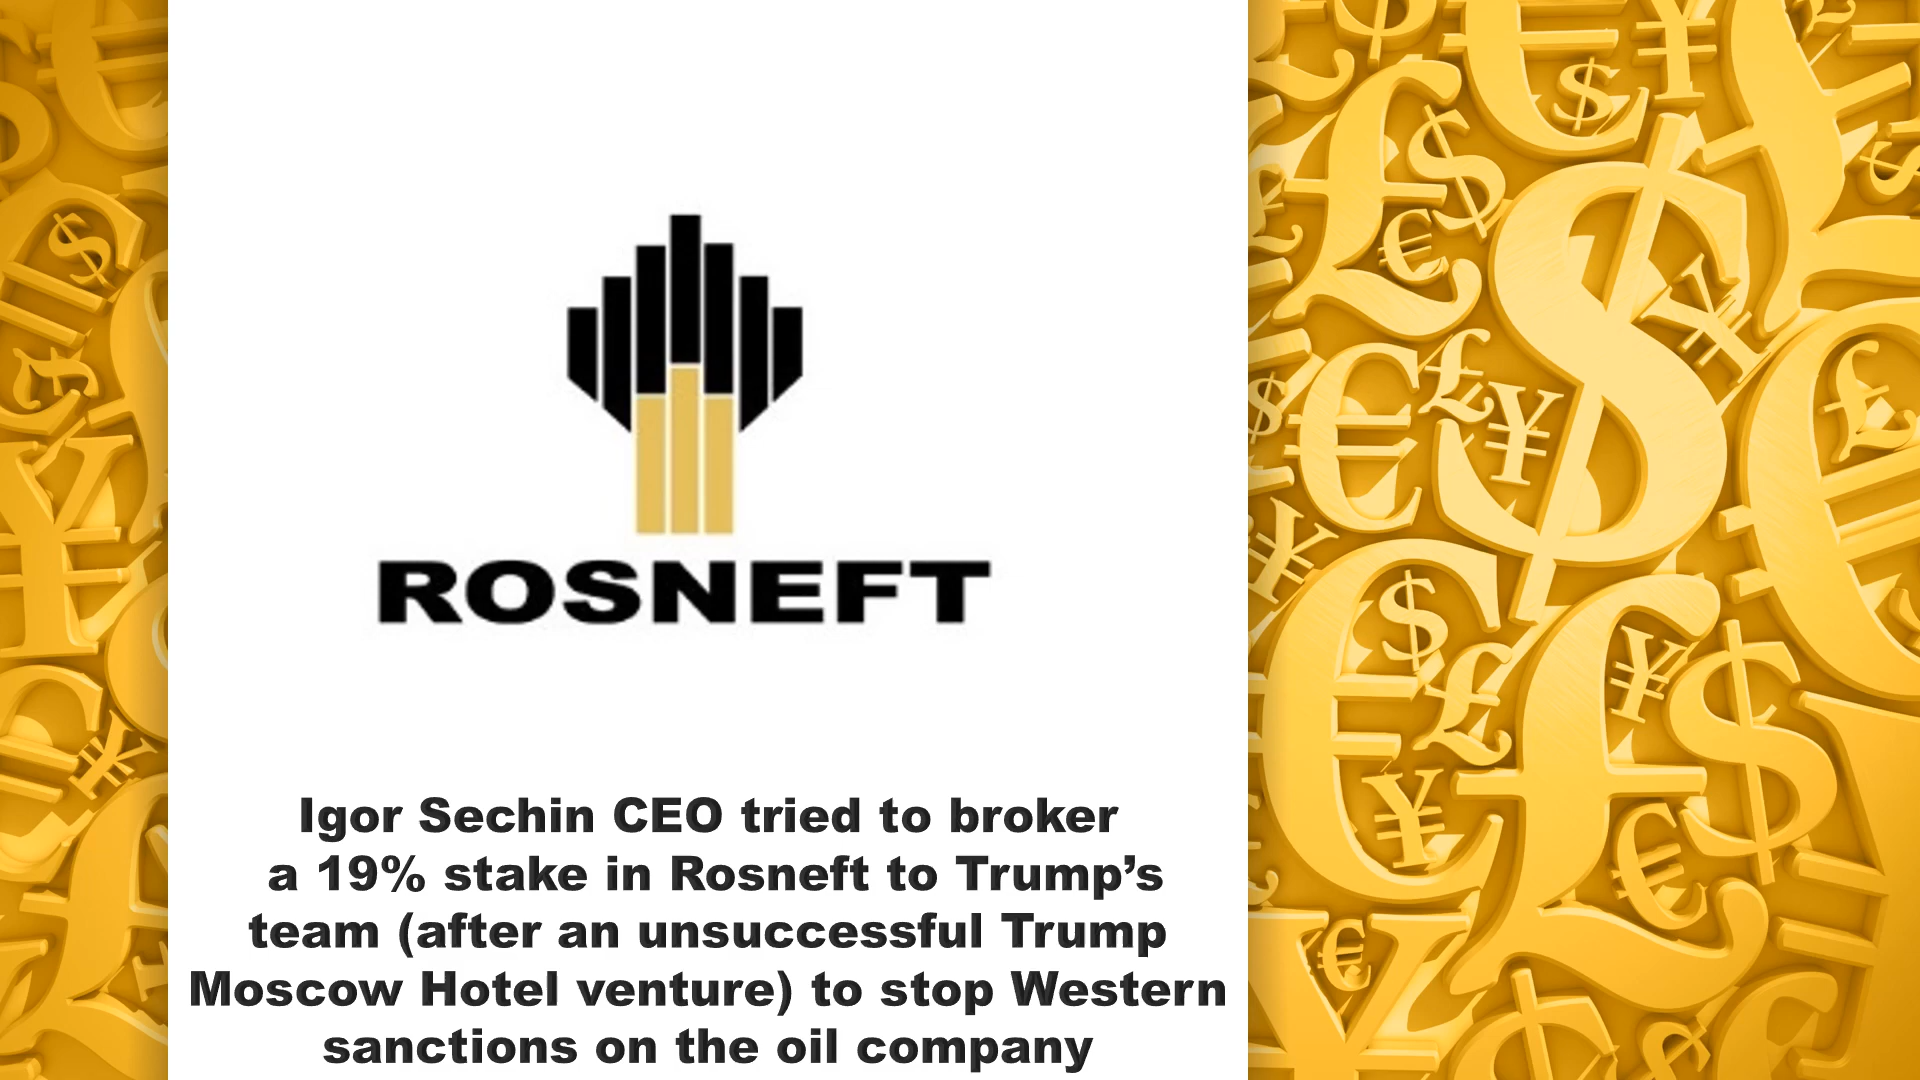 ROSNEFT
Igor Sechin CEO tried to broker
a 19% stake in Rosneft to Trump’s
team (after an unsuccessful Trump
Moscow Hotel venture) to stop Western
sanctions on the oil company